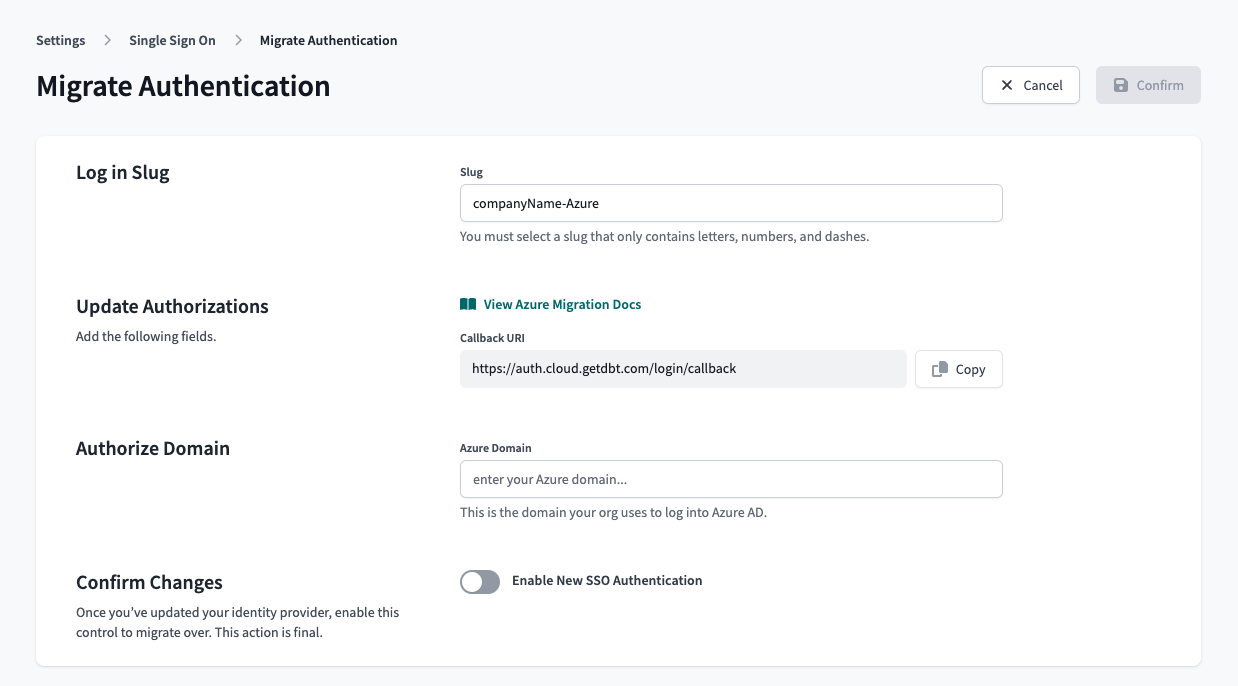 Settings > Single Sign On > Migrate Authentication
Migrate Authentication
Cancel
Confirm
Log in Slug
Slug
companyName-Azure
You must select a slug that only contains letters, numbers, and dashes.
Update Authorizations
Add the following fields.
View Azure Migration Docs
Callback URI
https://auth.cloud.getdbt.com/login/callback
Copy
Authorize Domain
Azure Domain
enter your Azure domain...
This is the domain your org uses to log into Azure AD.
Confirm Changes
Once you’ve updated your identity provider, enable this
control to migrate over. This action is final.
Enable New SSO Authentication